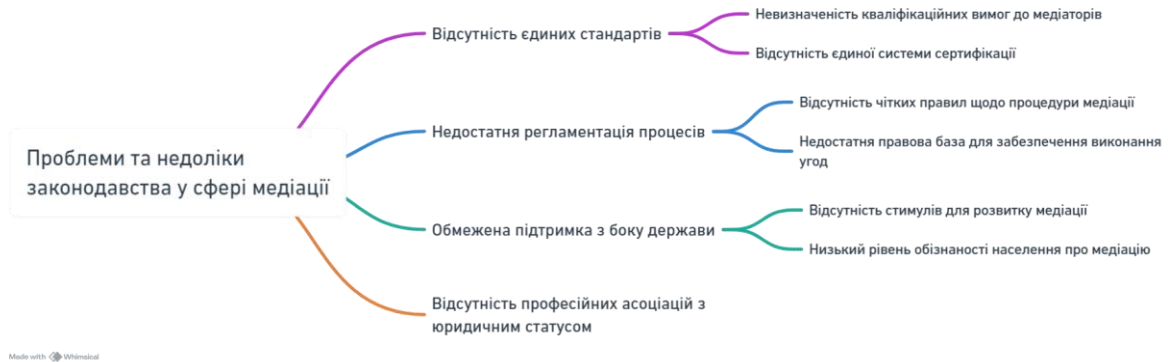 Проблеми та недоліки
законодавства у сфері медіації
Відсутність єдиних стандартів
Невизначеність кваліфікаційних вимог до медіаторів
Відсутність єдиної системи сертифікації
Недостатня регламентація процесів
Відсутність чітких правил щодо процедури медіації
Недостатня правова база для забезпечення виконання
угод
Обмежена підтримка з боку держави
Відсутність стимулів для розвитку медіації
Низький рівень обізнаності населення про медіацію
Відсутність професійних асоціацій з
юридичним статусом
Made with Whimsical